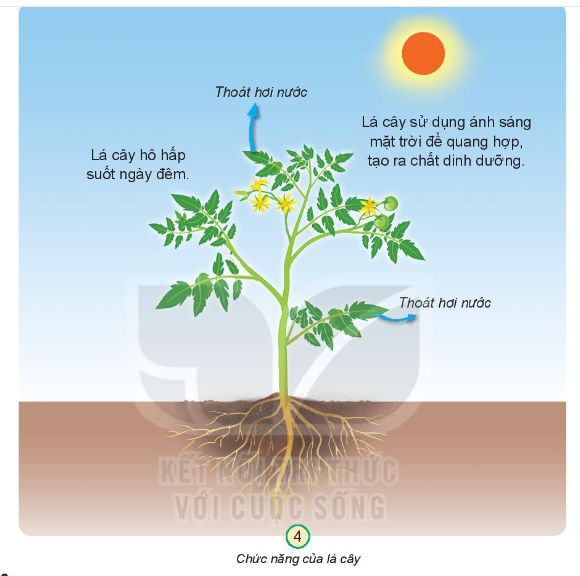 Thoát hơi nước
Lá cây sử dụng ánh sáng
mặt trời để quang hợp,
tạo ra chất dinh dưỡng.
Lá cây hô hấp
suốt ngày đêm.
Thoát hơi nước
KẾT NỐI TRI THỨC
VỚI CUỘC SỐNG
4
Chức năng của lá cây